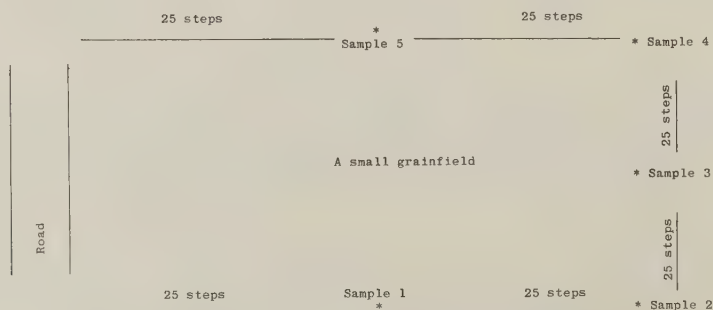 25 steps * 25 steps
Sample 5 * Sample 4
25 steps
A small grainfield
* Sample 3
Road
25 steps
25 steps Sample 1 25 steps
* * Sample 2